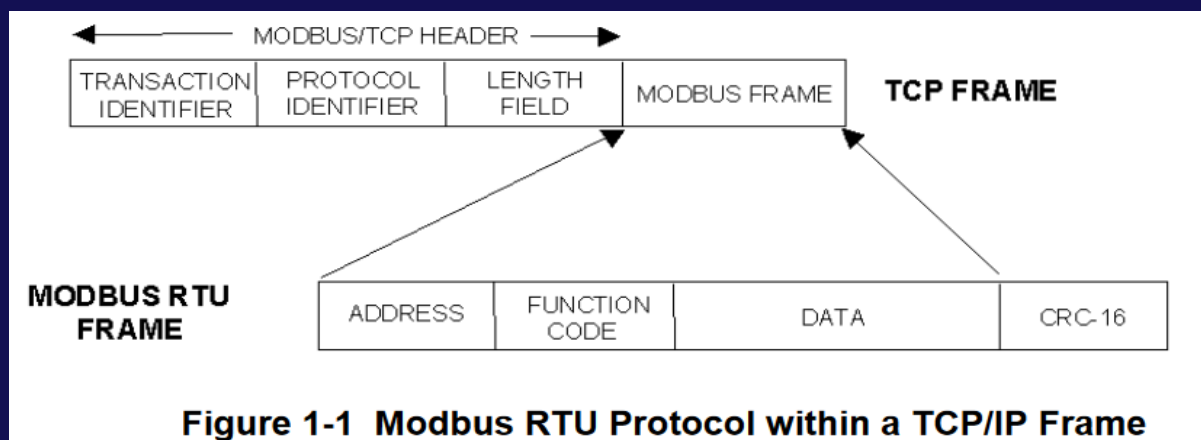 MODBUS/TCP HEADER
TRANSACTION IDENTIFIER
PROTOCOL IDENTIFIER
LENGTH FIELD
MODBUS FRAME
TCP FRAME
MODBUS RTU FRAME
ADDRESS
FUNCTION CODE
DATA
CRC-16
Figure 1-1 Modbus RTU Protocol within a TCP/IP Frame